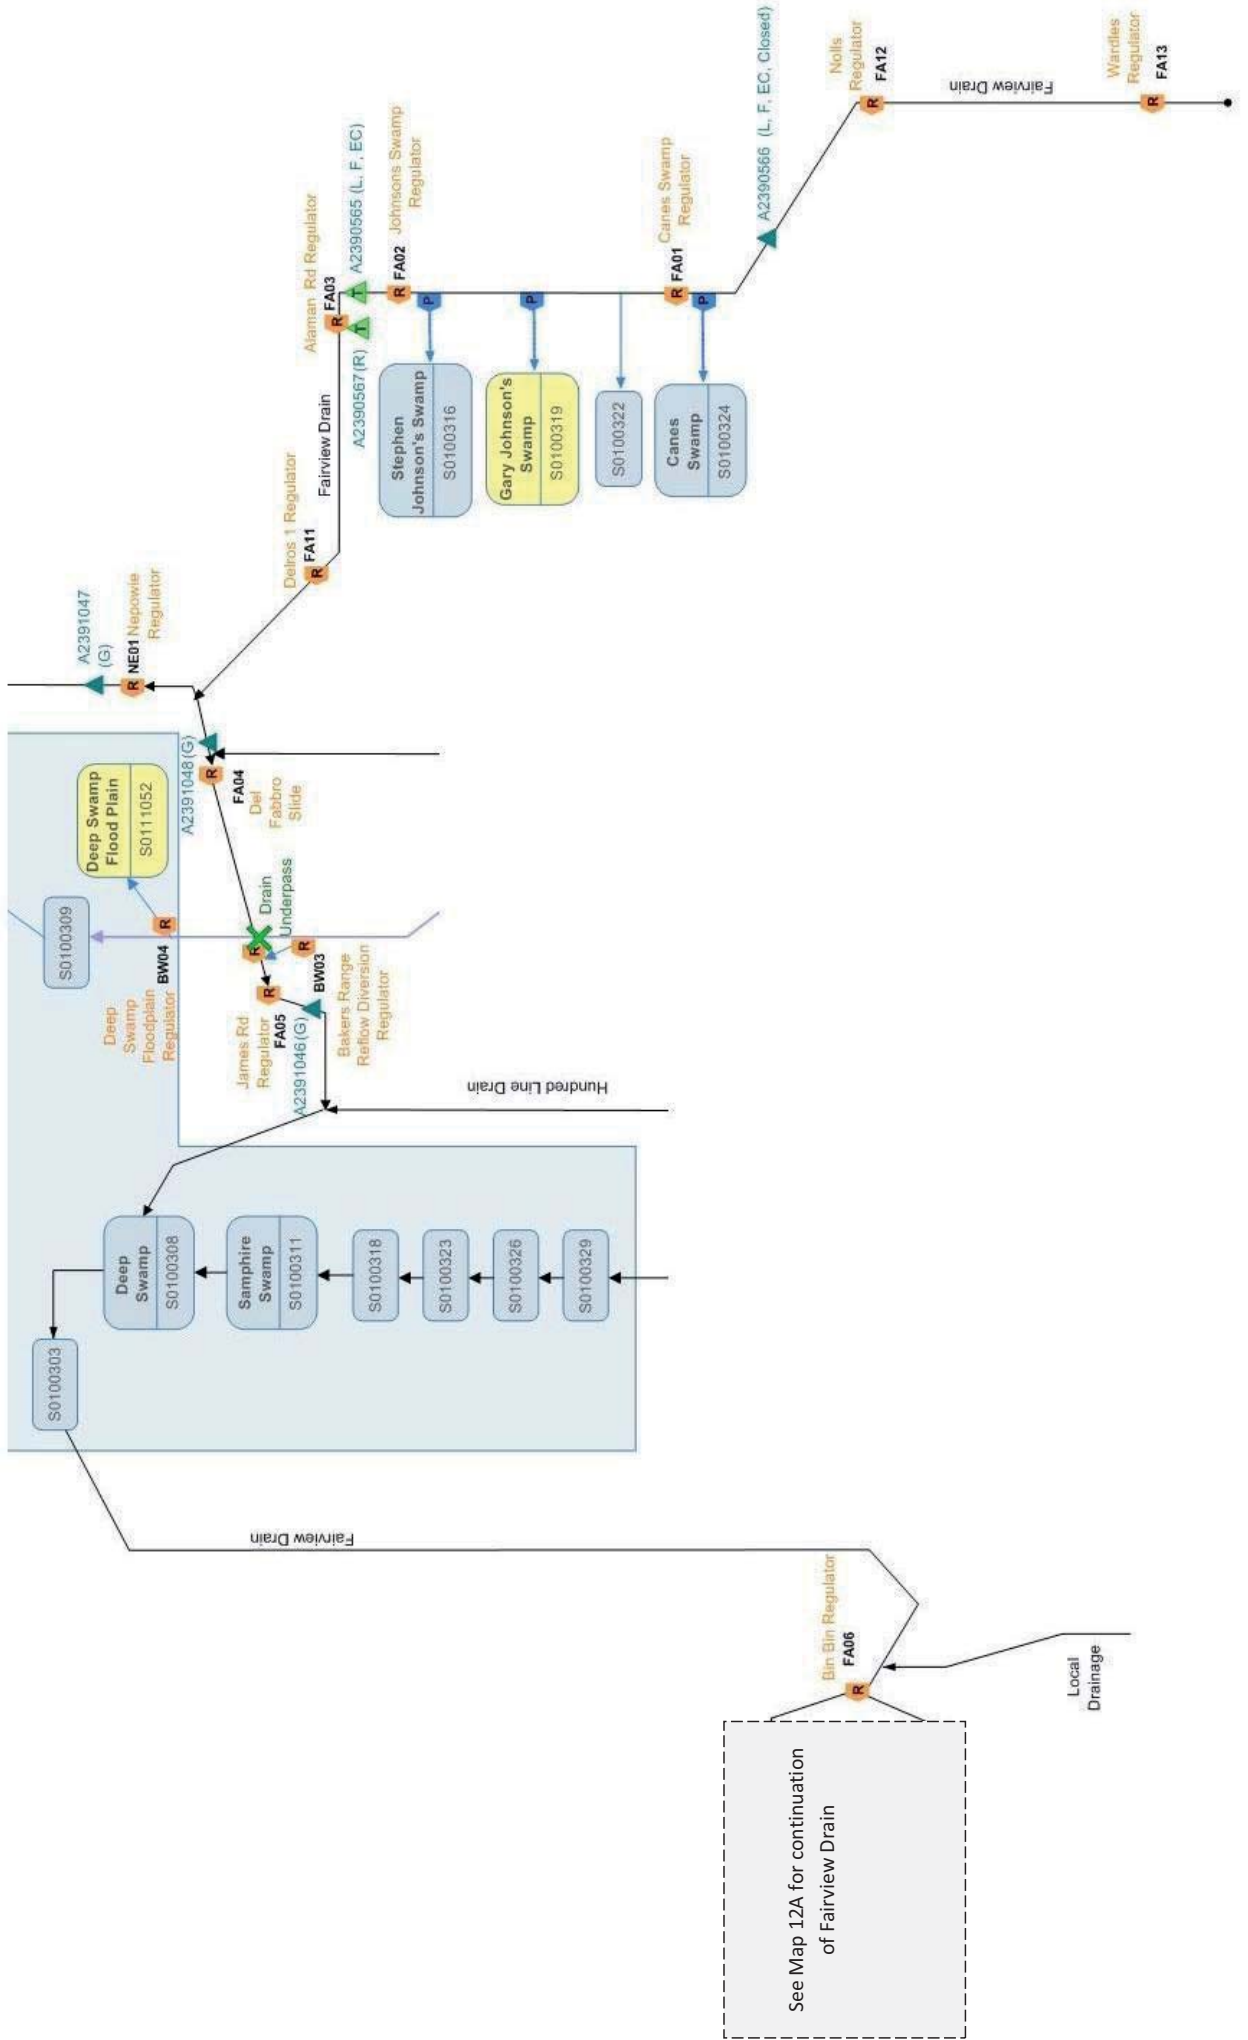 See Map 12A for continuation
of Fairview Drain
Bin Bin Regulator
FA06
Local
Drainage
Fairview Drain
S0100303
Deep
Swamp
S0100308
Samphire
Swamp
S0100311
S0100318
S0100323
S0100326
S0100329
Hundred Line Drain
Deep
Swamp
Floodplain
Regulator
BW04
R
S0100309
Deep Swamp
Flood Plain
S0111052
James Rd
Regulator
FA05
R
A2391046 (G)
R
BW03
R
Bakers Range
Reflow Diversion
Regulator
Drain
Underpass
A2391048 (G)
R
FA04
Del
Fabbro
Slide
A2391047
(G)
R
NE01 Nepowie
Regulator
Delros 1 Regulator
FA11
R
Fairview Drain
Alaman Rd Regulator
FA03
R
T
A2390567 (R)
T
A2390565 (L, F, EC)
R
FA02
Johnsons Swamp
Regulator
P
Stephen
Johnson's Swamp
S0100316
P
Gary Johnson's
Swamp
S0100319
S0100322
Canes
Swamp
S0100324
Canes Swamp
Regulator
R
FA01
P
A2390566 (L, F, EC, Closed)
Nolls
Regulator
R
FA12
Fairview Drain
Wardles
Regulator
R
FA13